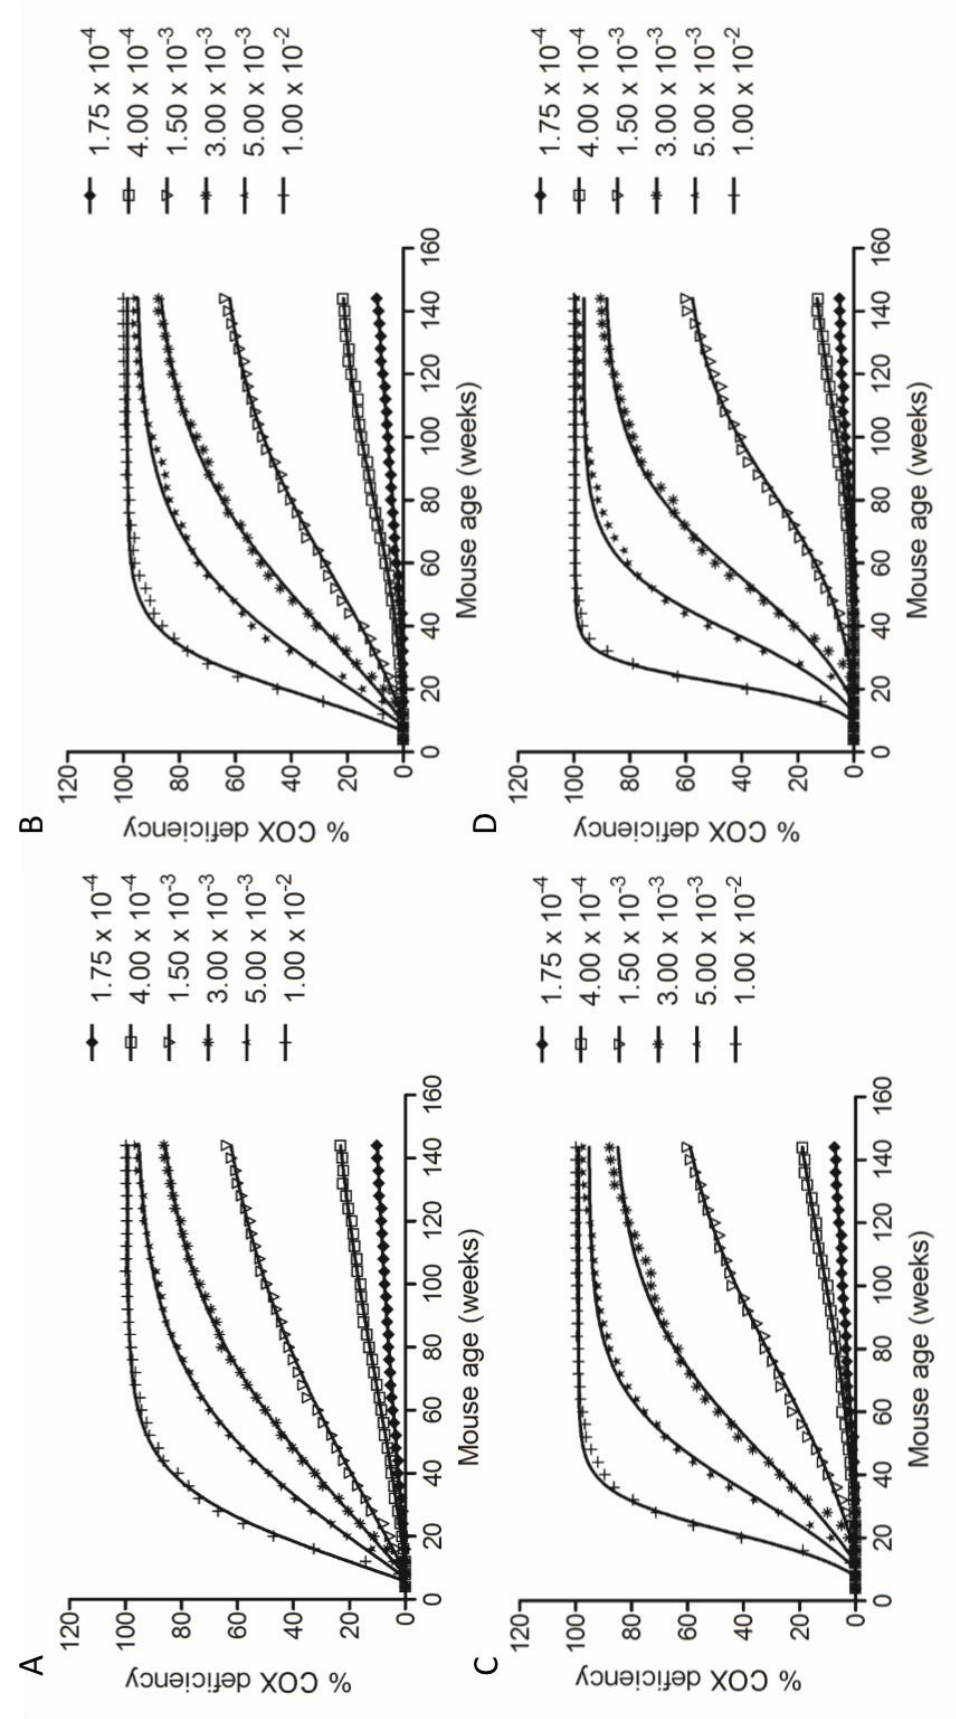 A
% COX deficiency
120
100
80
60
40
20
0
0 20 40 60 80 100 120 140 160
Mouse age (weeks)
1.75 x 10-4
4.00 x 10-4
1.50 x 10-3
3.00 x 10-3
5.00 x 10-3
1.00 x 10-2
B
% COX deficiency
120
100
80
60
40
20
0
0 20 40 60 80 100 120 140 160
Mouse age (weeks)
1.75 x 10-4
4.00 x 10-4
1.50 x 10-3
3.00 x 10-3
5.00 x 10-3
1.00 x 10-2
C
% COX deficiency
120
100
80
60
40
20
0
0 20 40 60 80 100 120 140 160
Mouse age (weeks)
1.75 x 10-4
4.00 x 10-4
1.50 x 10-3
3.00 x 10-3
5.00 x 10-3
1.00 x 10-2
D
% COX deficiency
120
100
80
60
40
20
0
0 20 40 60 80 100 120 140 160
Mouse age (weeks)
1.75 x 10-4
4.00 x 10-4
1.50 x 10-3
3.00 x 10-3
5.00 x 10-3
1.00 x 10-2